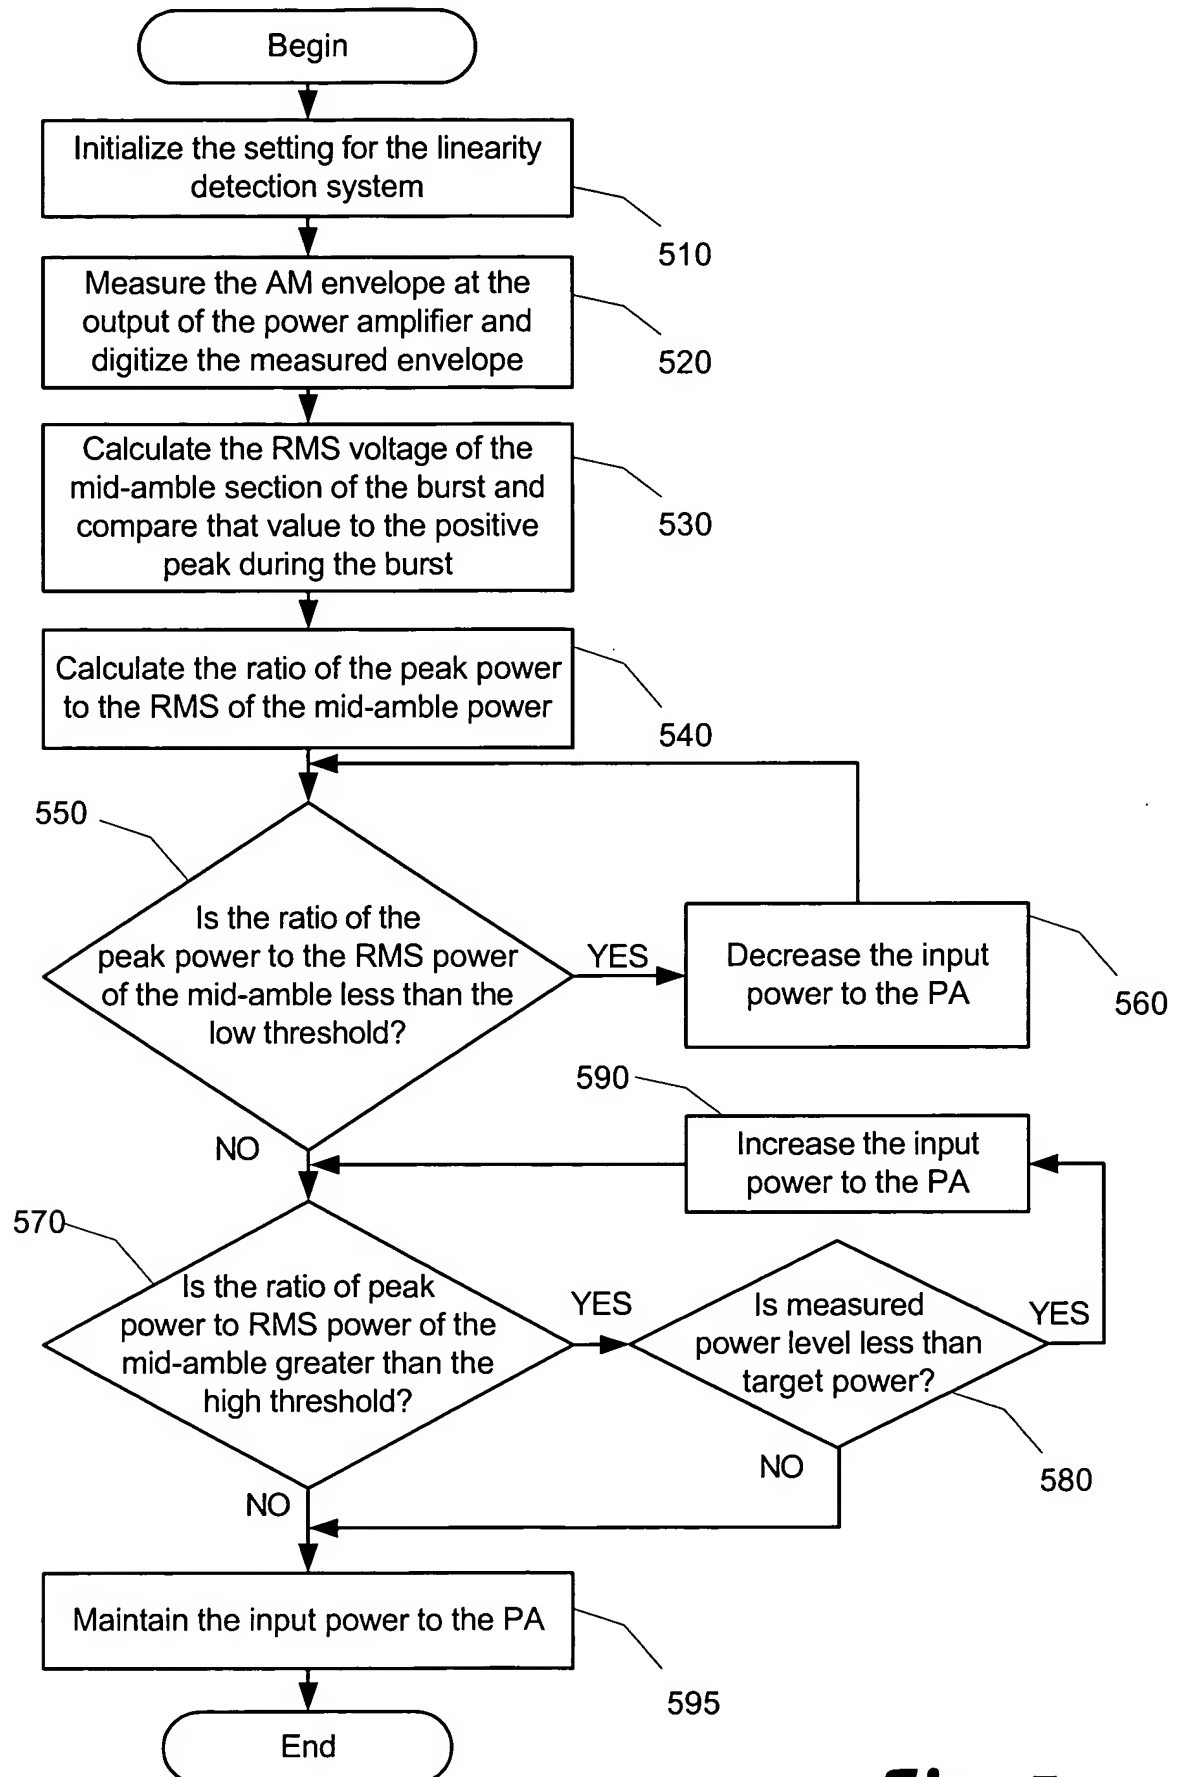 Begin
Initialize the setting for the linearity
detection system
510
Measure the AM envelope at the
output of the power amplifier and
digitize the measured envelope
520
Calculate the RMS voltage of the
mid-amble section of the burst and
compare that value to the positive
peak during the burst
530
Calculate the ratio of the peak power
to the RMS of the mid-amble power
540
550
Is the ratio of the
peak power to the RMS power
of the mid-amble less than the
low threshold?
YES
Decrease the input
power to the PA
560
590
NO
Increase the input
power to the PA
570
Is the ratio of peak
power to RMS power of the
mid-amble greater than the
high threshold?
YES
Is measured
power level less than
target power?
YES
580
NO
NO
Maintain the input power to the PA
595
End